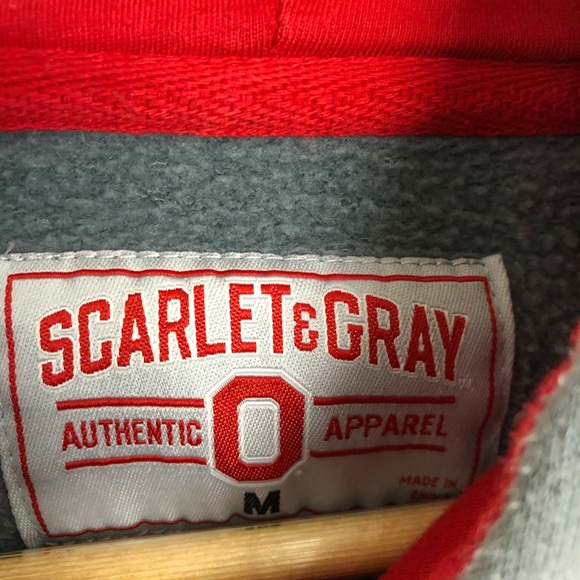 SCARLET&GRAY
AUTHENTIC O APPAREL
M
MADE IN